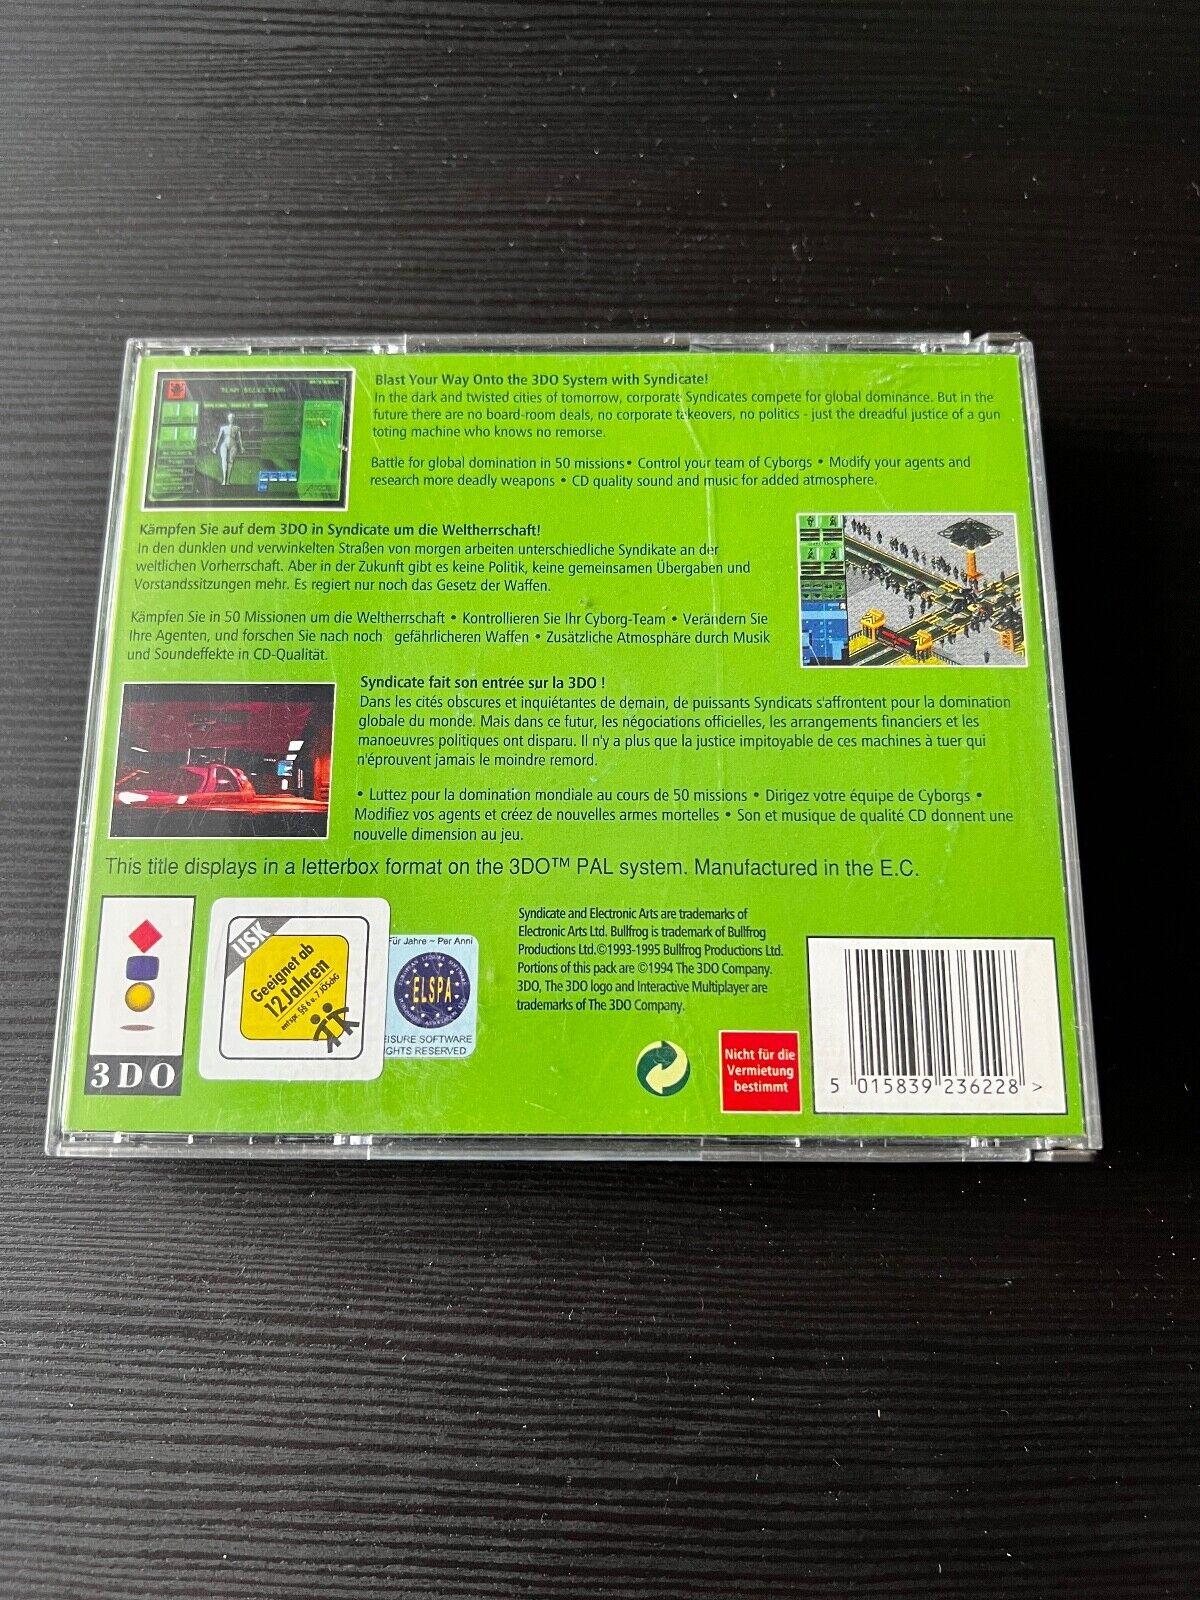 TEAM SELECTION
Blast Your Way Onto the 3DO System with Syndicate!
In the dark and twisted cities of tomorrow, corporate Syndicates compete for global dominance. But in the
future there are no board-room deals, no corporate takeovers, no politics - just the dreadful justice of a gun
toting machine who knows no remorse.
Battle for global domination in 50 missions• Control your team of Cyborgs • Modify your agents and
research more deadly weapons • CD quality sound and music for added atmosphere.
Kämpfen Sie auf dem 3DO in Syndicate um die Weltherrschaft!
In den dunklen und verwinkelten Straßen von morgen arbeiten unterschiedliche Syndikate an der
weltlichen Vorherrschaft. Aber in der Zukunft gibt es keine Politik, keine gemeinsamen Übergaben und
Vorstandssitzungen mehr. Es regiert nur noch das Gesetz der Waffen.
Kämpfen Sie in 50 Missionen um die Weltherrschaft • Kontrollieren Sie Ihr Cyborg-Team • Verändern Sie
Ihre Agenten, und forschen Sie nach noch gefährlicheren Waffen • Zusätzliche Atmosphäre durch Musik
und Soundeffekte in CD-Qualität.
Syndicate fait son entrée sur la 3DO !
Dans les cités obscures et inquiétantes de demain, de puissants Syndicats s'affrontent pour la domination
globale du monde. Mais dans ce futur, les négociations officielles, les arrangements financiers et les
manoeuvres politiques ont disparu. Il n'y a plus que la justice impitoyable de ces machines à tuer qui
n'éprouvent jamais le moindre remord.
• Luttez pour la domination mondiale au cours de 50 missions • Dirigez votre équipe de Cyborgs •
Modifiez vos agents et créez de nouvelles armes mortelles • Son et musique de qualité CD donnent une
nouvelle dimension au jeu.
This title displays in a letterbox format on the 3DO™ PAL system. Manufactured in the E.C.
3DO
USK
Geeignet ab
12 Jahren
entspr. §§ 6 u. 7 JÖSchG
Für Jahre ~ Per Anni
EUROPEAN LEISURE SOFTWARE
ELSPA
PUBLISHERS ASSOCIATION LTD
EISURE SOFTWARE
GHTS RESERVED
Syndicate and Electronic Arts are trademarks of
Electronic Arts Ltd. Bullfrog is trademark of Bullfrog
Productions Ltd.©1993-1995 Bullfrog Productions Ltd.
Portions of this pack are ©1994 The 3DO Company.
3DO, The 3DO logo and Interactive Multiplayer are
trademarks of The 3DO Company.
Nicht für die
Vermietung
bestimmt
5 015839 236228 >